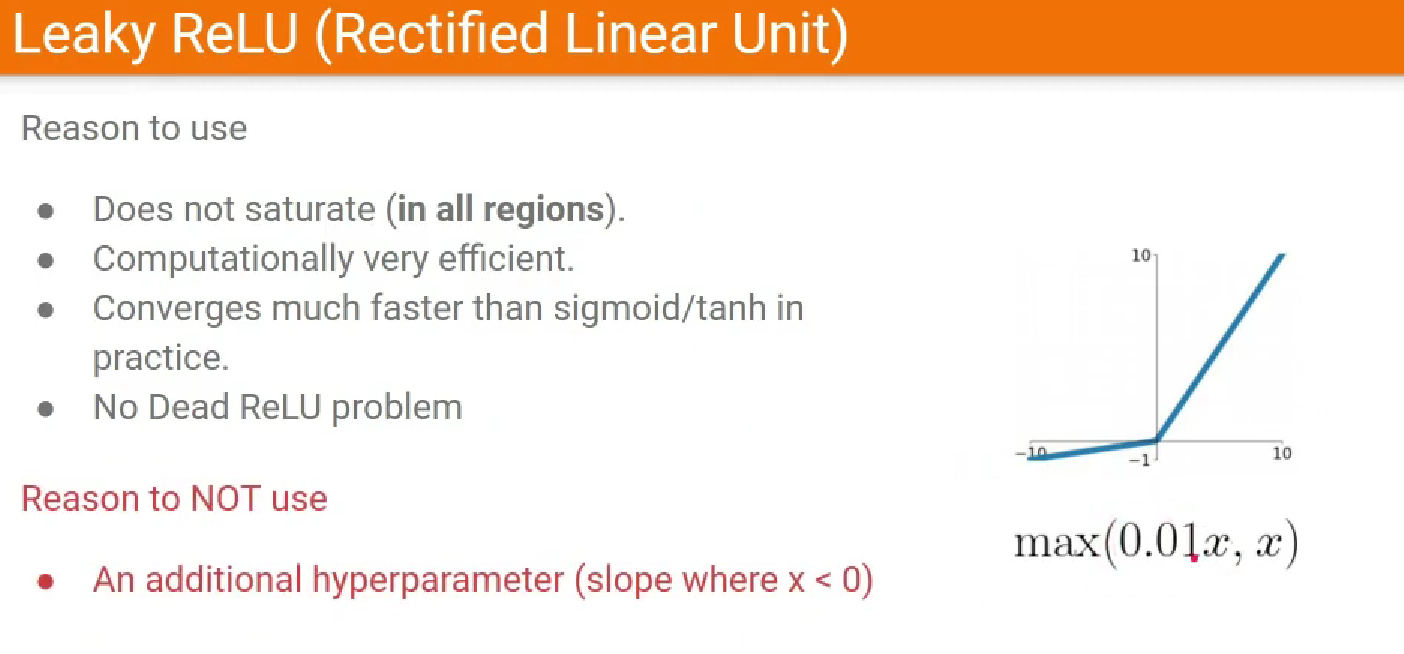 Leaky ReLU (Rectified Linear Unit)
Reason to use
● Does not saturate (in all regions).
● Computationally very efficient.
● Converges much faster than sigmoid/tanh in
practice.
● No Dead ReLU problem
Reason to NOT use
● An additional hyperparameter (slope where x < 0)
10
−10
−1
10
max(0.01x, x)